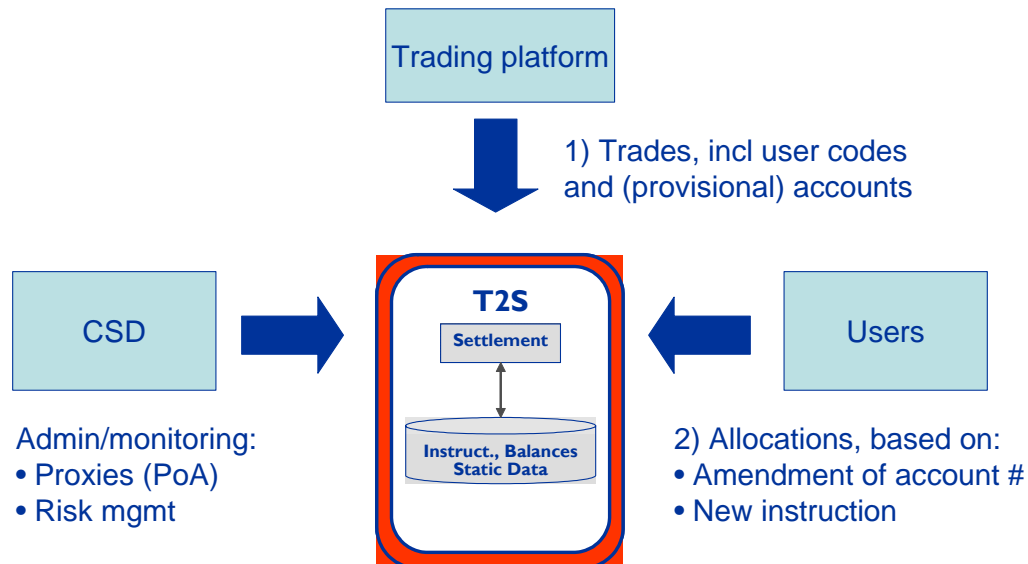 Trading platform
1) Trades, incl user codes
and (provisional) accounts
CSD
T2S
Settlement
Instruct., Balances
Static Data
Users
Admin/monitoring:
• Proxies (PoA)
• Risk mgmt
2) Allocations, based on:
• Amendment of account #
• New instruction